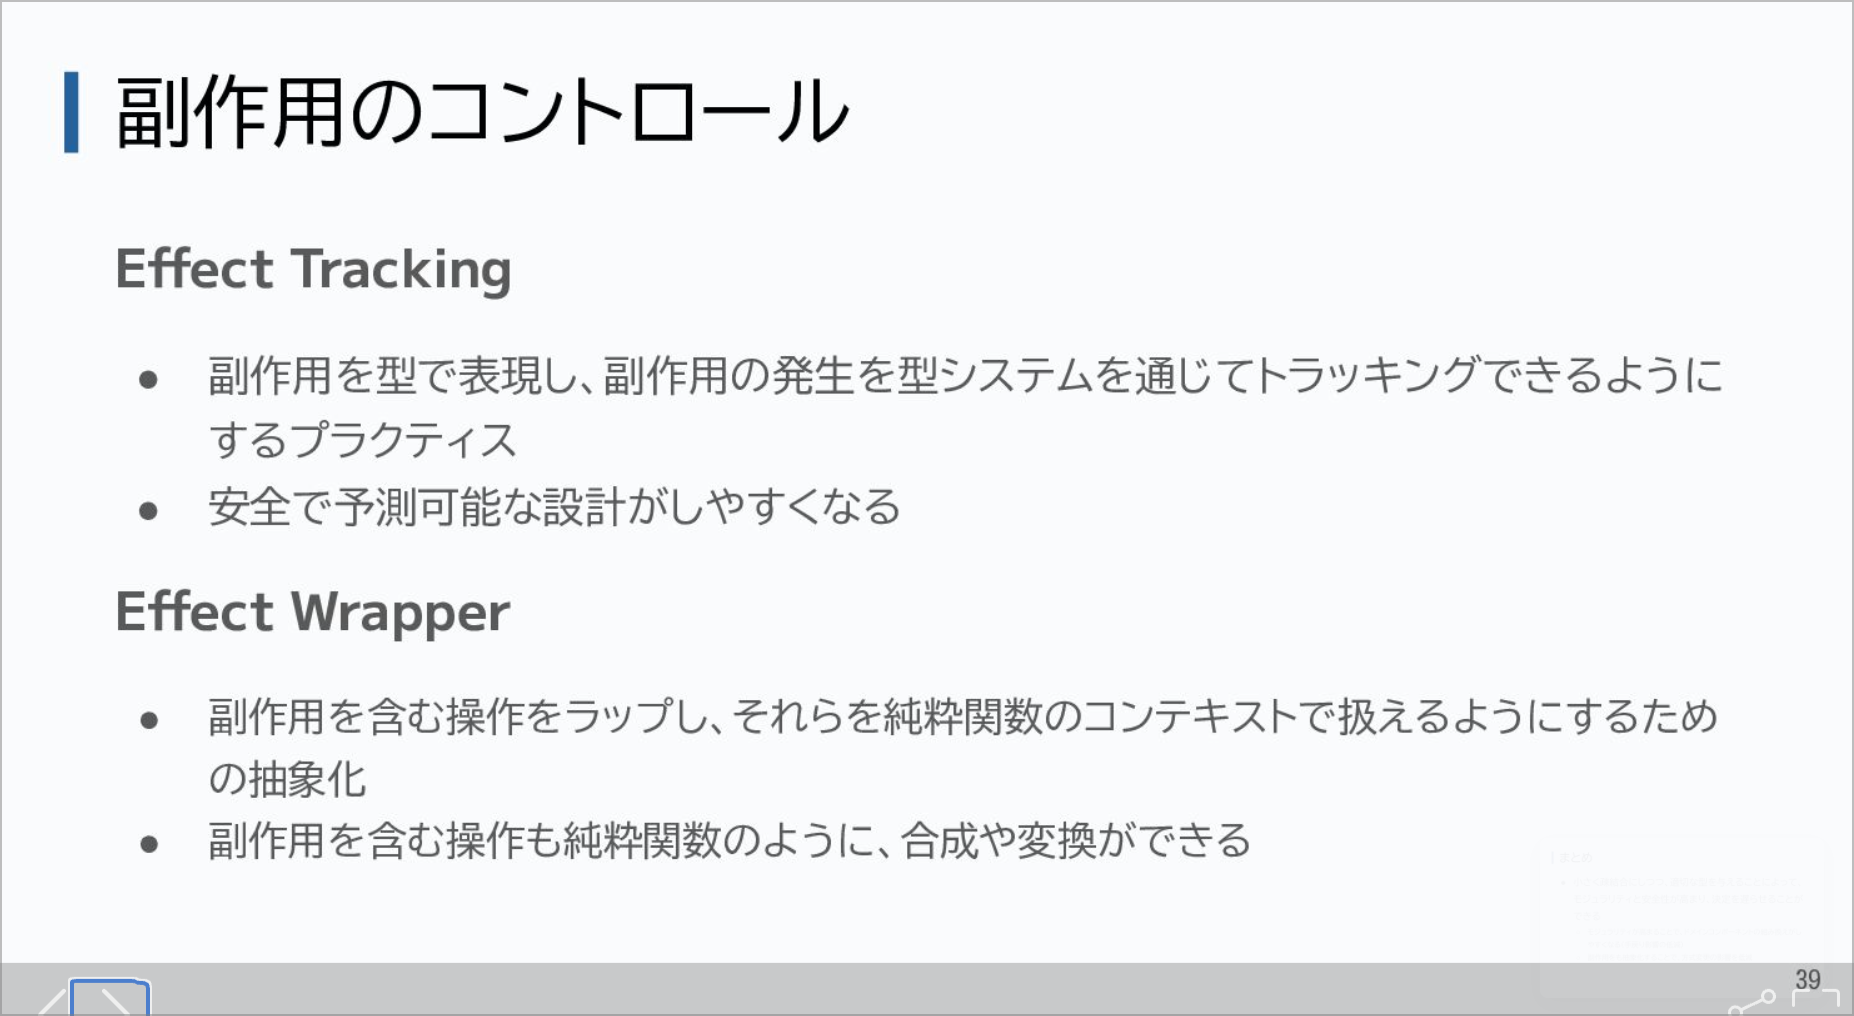 副作用のコントロール
Effect Tracking
● 副作用を型で表現し、副作用の発生を型システムを通じてトラッキングできるように
するプラクティス
● 安全で予測可能な設計がしやすくなる
Effect Wrapper
● 副作用を含む操作をラップし、それらを純粋関数のコンテキストで扱えるようにするため
の抽象化
● 副作用を含む操作も純粋関数のように、合成や変換ができる
まとめ
39